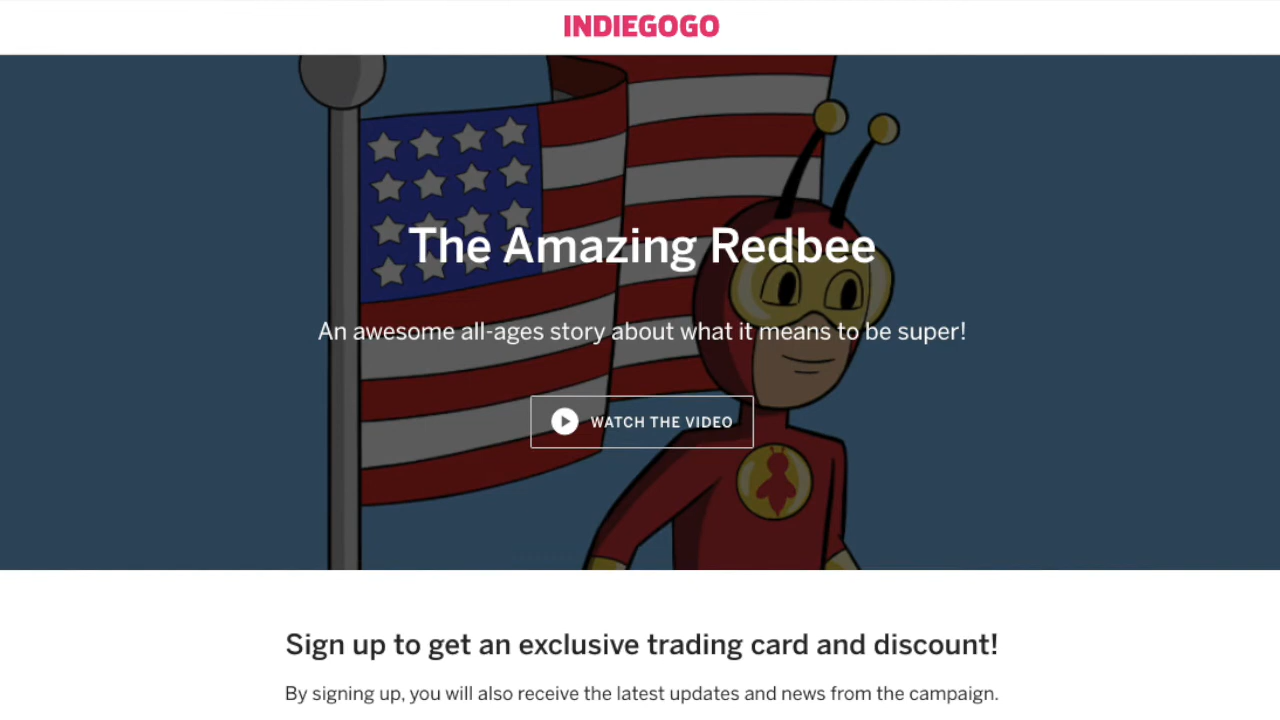 INDIEGOGO
The Amazing Redbee
An awesome all-ages story about what it means to be super!
WATCH THE VIDEO
Sign up to get an exclusive trading card and discount!
By signing up, you will also receive the latest updates and news from the campaign.